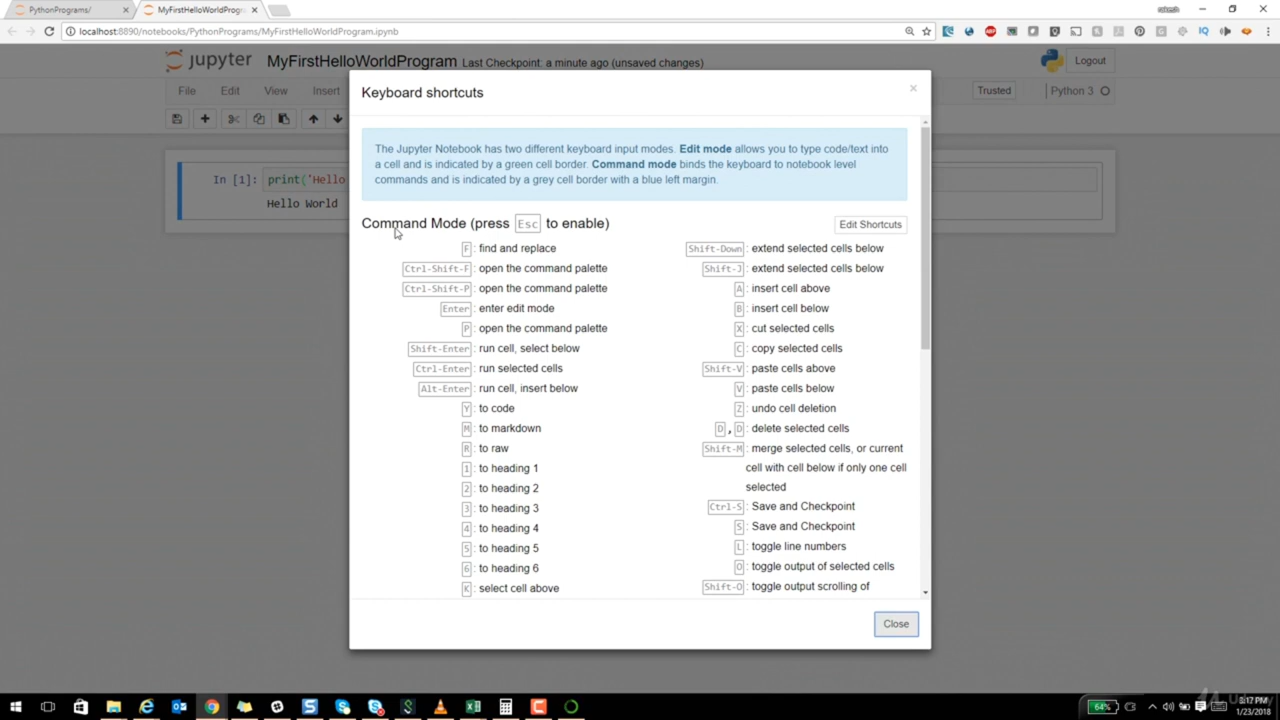 PythonPrograms/
MyFirstHelloWorldProgram
rakesh
localhost:8890/notebooks/PythonPrograms/MyFirstHelloWorldProgram.ipynb
jupyter MyFirstHelloWorldProgram Last Checkpoint: a minute ago (unsaved changes) Logout
File Edit View Insert Trusted Python 3
In [1]: print('Hello
Hello World
Keyboard shortcuts ×
The Jupyter Notebook has two different keyboard input modes. Edit mode allows you to type code/text into
a cell and is indicated by a green cell border. Command mode binds the keyboard to notebook level
commands and is indicated by a grey cell border with a blue left margin.
Command Mode (press Esc to enable) Edit Shortcuts
F: find and replace
Ctrl-Shift-F: open the command palette
Ctrl-Shift-P: open the command palette
Enter: enter edit mode
P: open the command palette
Shift-Enter: run cell, select below
Ctrl-Enter: run selected cells
Alt-Enter: run cell, insert below
Y: to code
M: to markdown
R: to raw
1: to heading 1
2: to heading 2
3: to heading 3
4: to heading 4
5: to heading 5
6: to heading 6
K: select cell above
Shift-Down: extend selected cells below
Shift-J: extend selected cells below
A: insert cell above
B: insert cell below
X: cut selected cells
C: copy selected cells
Shift-V: paste cells above
V: paste cells below
Z: undo cell deletion
D,D: delete selected cells
Shift-M: merge selected cells, or current
cell with cell below if only one cell
selected
Ctrl-S: Save and Checkpoint
S: Save and Checkpoint
L: toggle line numbers
O: toggle output of selected cells
Shift-O: toggle output scrolling of
Close
64%
8:17 PM
1/23/2018